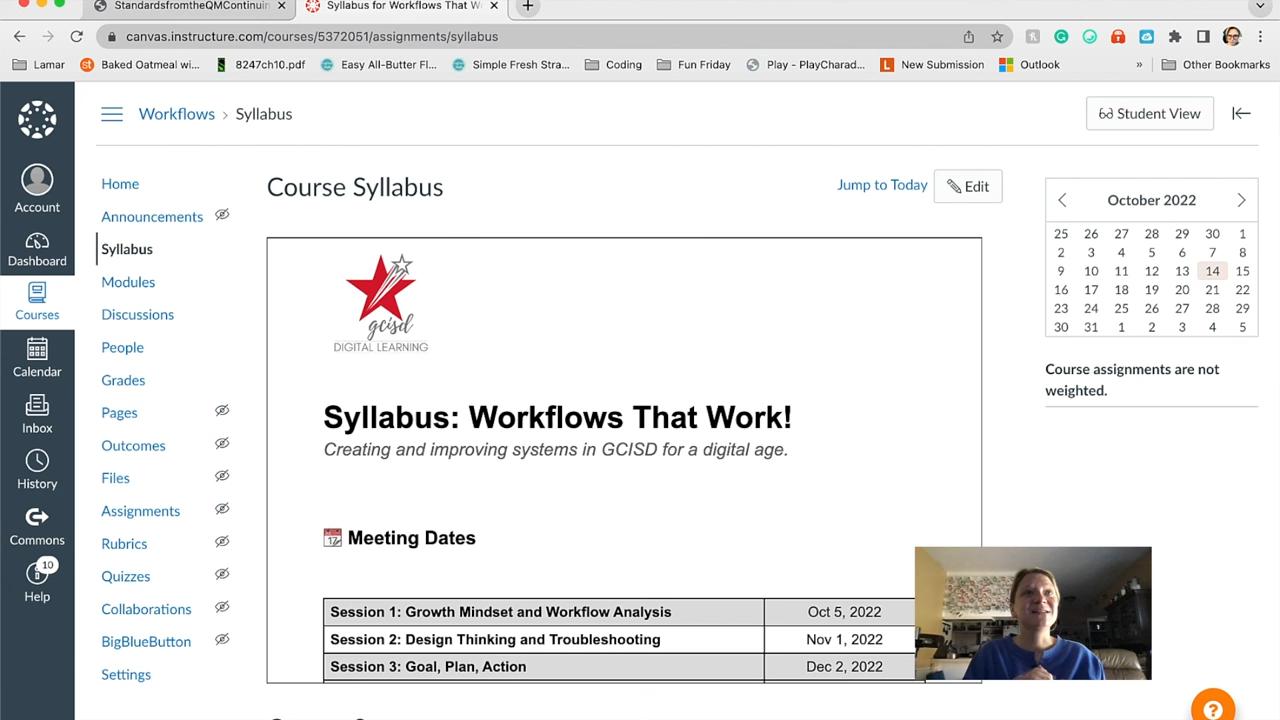 StandardsfromtheQMContinuin
Syllabus for Workflows That W
canvas.instructure.com/courses/5372051/assignments/syllabus
Lamar
Baked Oatmeal wi...
8247ch10.pdf
Easy All-Butter Fl...
Simple Fresh Stra...
Coding
Fun Friday
Play - PlayCharad...
New Submission
Outlook
»
Other Bookmarks
Workflows › Syllabus
Student View
Account
Dashboard
Courses
Calendar
Inbox
History
Commons
10
Help
Home
Announcements
Syllabus
Modules
Discussions
People
Grades
Pages
Outcomes
Files
Assignments
Rubrics
Quizzes
Collaborations
BigBlueButton
Settings
Course Syllabus
Jump to Today
Edit
gcisd
DIGITAL LEARNING
Syllabus: Workflows That Work!
Creating and improving systems in GCISD for a digital age.
17 Meeting Dates
Session 1: Growth Mindset and Workflow Analysis Oct 5, 2022
Session 2: Design Thinking and Troubleshooting Nov 1, 2022
Session 3: Goal, Plan, Action Dec 2, 2022
October 2022
25 26 27 28 29 30 1
2 3 4 5 6 7 8
9 10 11 12 13 14 15
16 17 18 19 20 21 22
23 24 25 26 27 28 29
30 31 1 2 3 4 5
Course assignments are not
weighted.
?